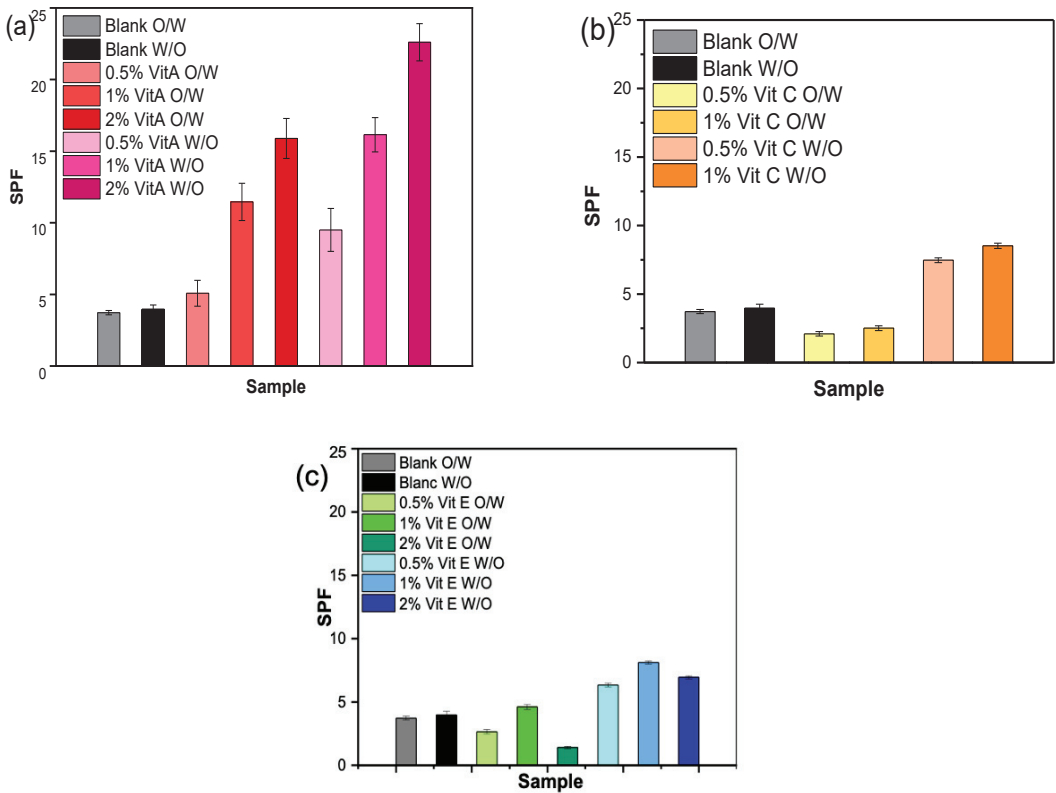 (a)
25
20
15
10
5
0
SPF
Blank O/W
Blank W/O
0.5% VitA O/W
1% VitA O/W
2% VitA O/W
0.5% VitA W/O
1% VitA W/O
2% VitA W/O
Sample
(b)
25
20
15
10
5
0
SPF
Blank O/W
Blank W/O
0.5% Vit C O/W
1% Vit C O/W
0.5% Vit C W/O
1% Vit C W/O
Sample
(c)
25
20
15
10
5
0
SPF
Blank O/W
Blanc W/O
0.5% Vit E O/W
1% Vit E O/W
2% Vit E O/W
0.5% Vit E W/O
1% Vit E W/O
2% Vit E W/O
Sample